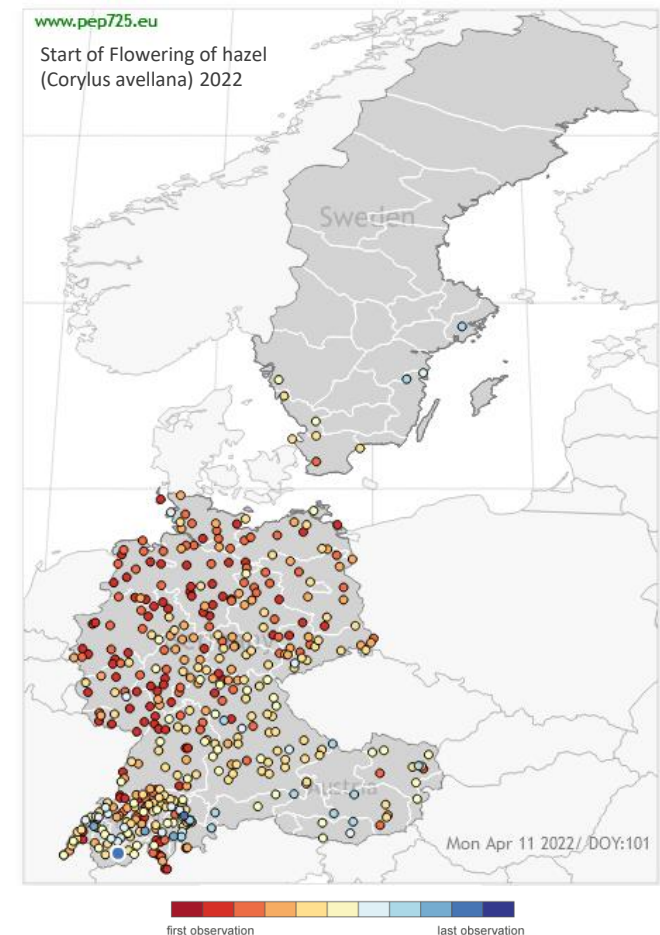 www.pep725.eu
Start of Flowering of hazel
(Corylus avellana) 2022
Sweden
Austria
Mon Apr 11 2022/ DOY:101
first observation
last observation